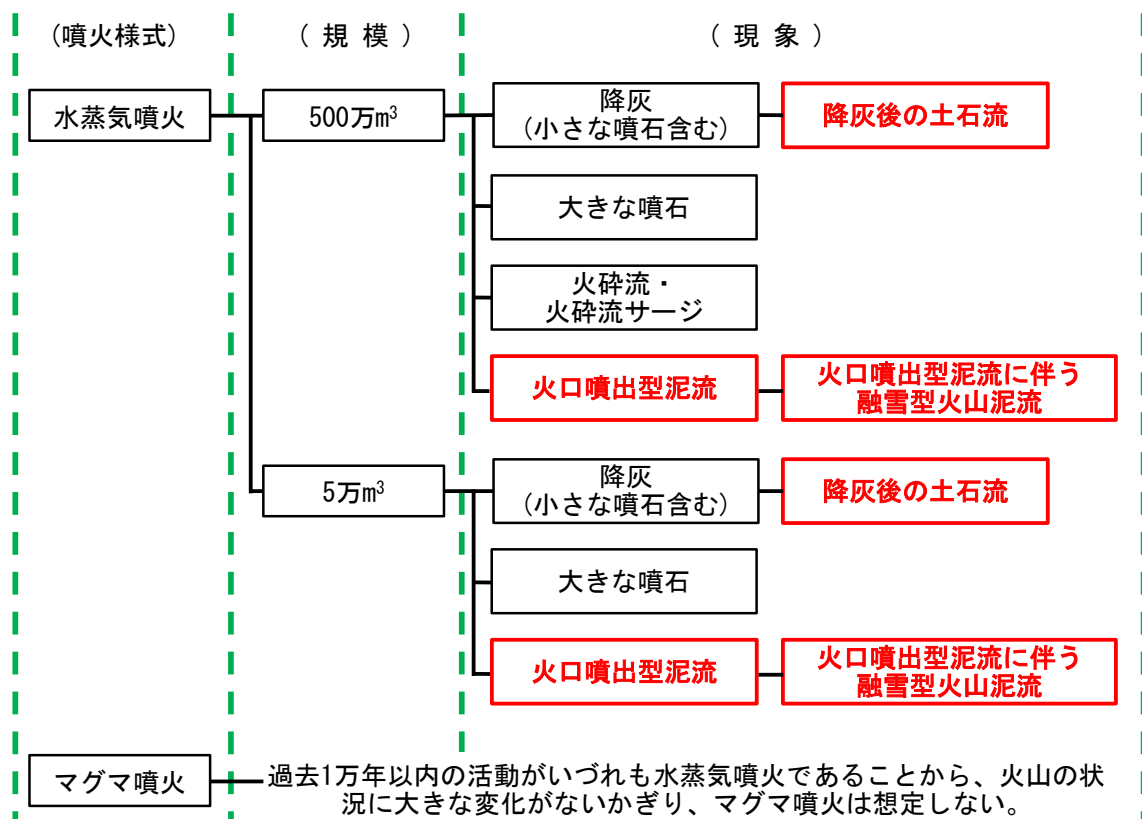 (噴火様式)
( 規 模 )
( 現 象 )
水蒸気噴火
500万m³
降灰
(小さな噴石含む)
降灰後の土石流
大きな噴石
火砕流・
火砕流サージ
火口噴出型泥流
火口噴出型泥流に伴う
融雪型火山泥流
5万m³
降灰
(小さな噴石含む)
降灰後の土石流
大きな噴石
火口噴出型泥流
火口噴出型泥流に伴う
融雪型火山泥流
マグマ噴火
過去1万年以内の活動がいづれも水蒸気噴火であることから、火山の状
況に大きな変化がないかぎり、マグマ噴火は想定しない。